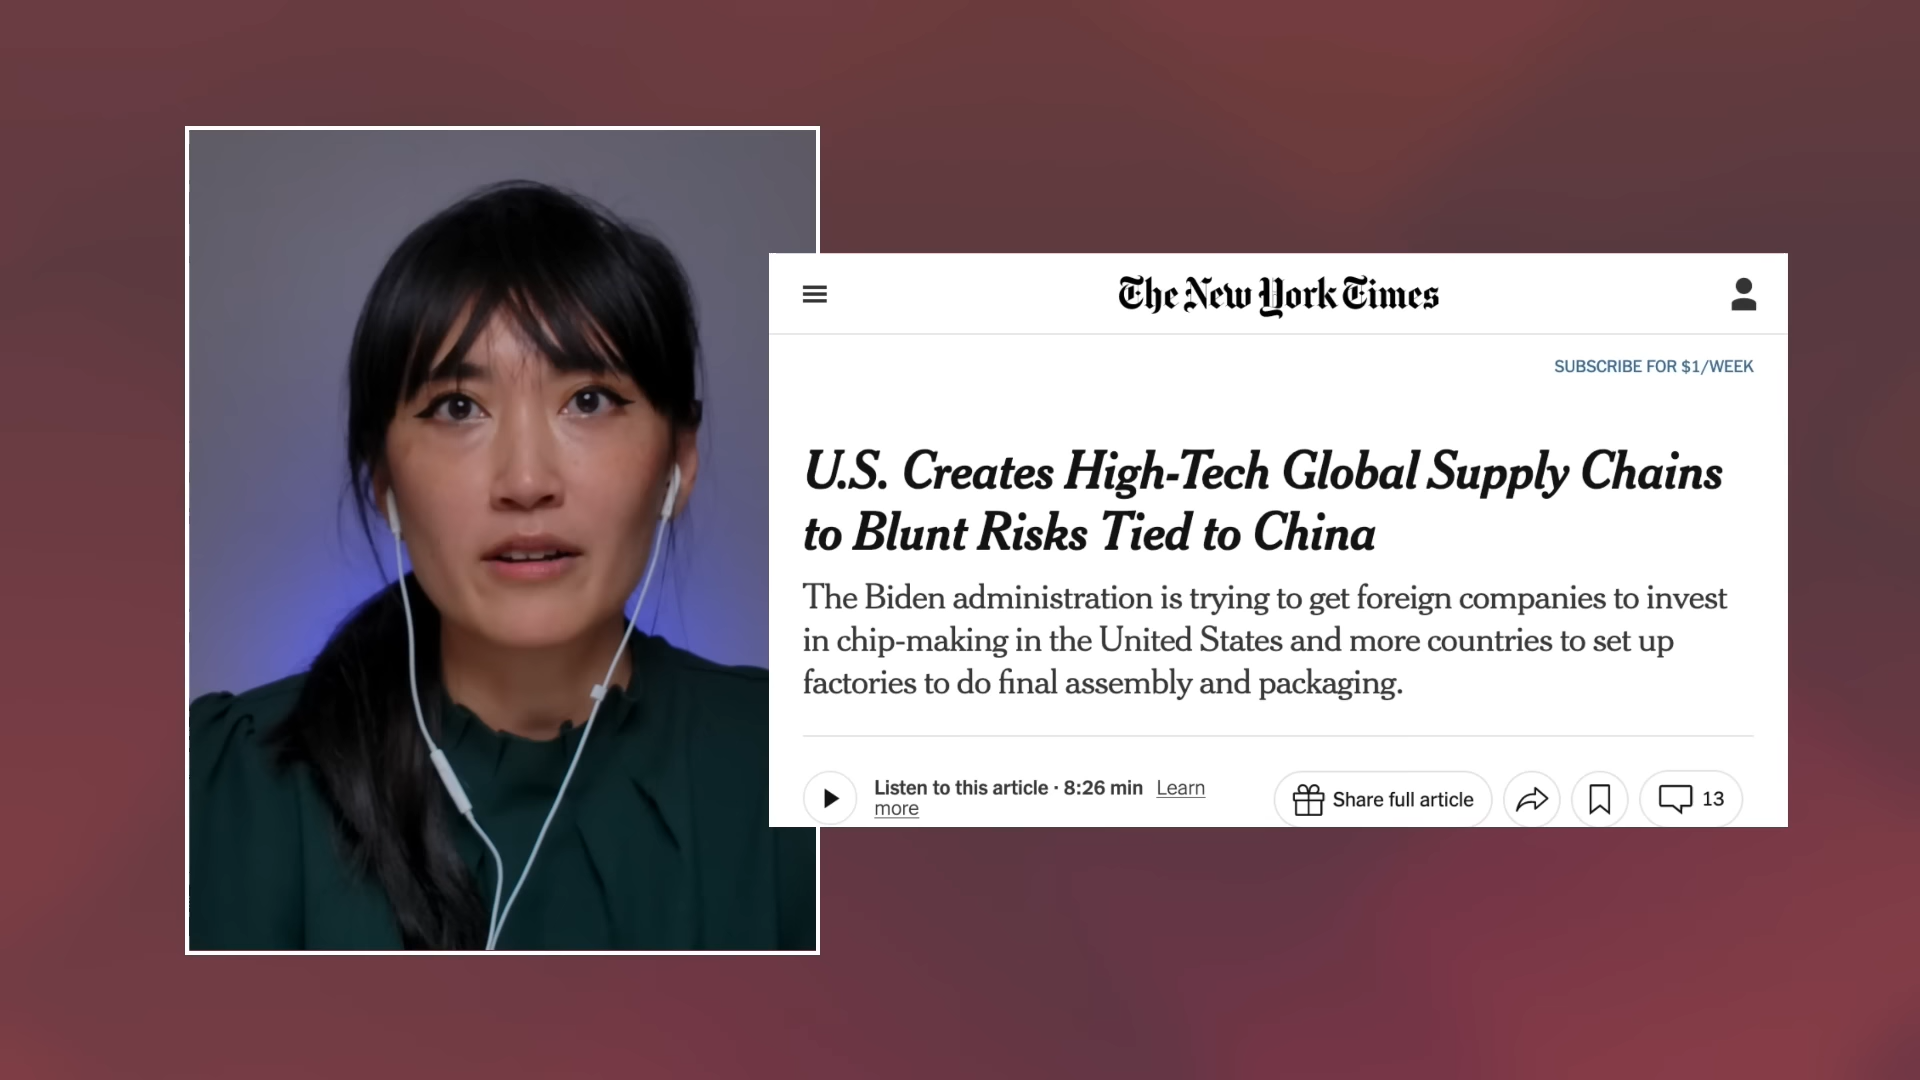 The New York Times
SUBSCRIBE FOR $1/WEEK
U.S. Creates High-Tech Global Supply Chains
to Blunt Risks Tied to China
The Biden administration is trying to get foreign companies to invest
in chip-making in the United States and more countries to set up
factories to do final assembly and packaging.
Listen to this article · 8:26 min Learn
more
Share full article
13